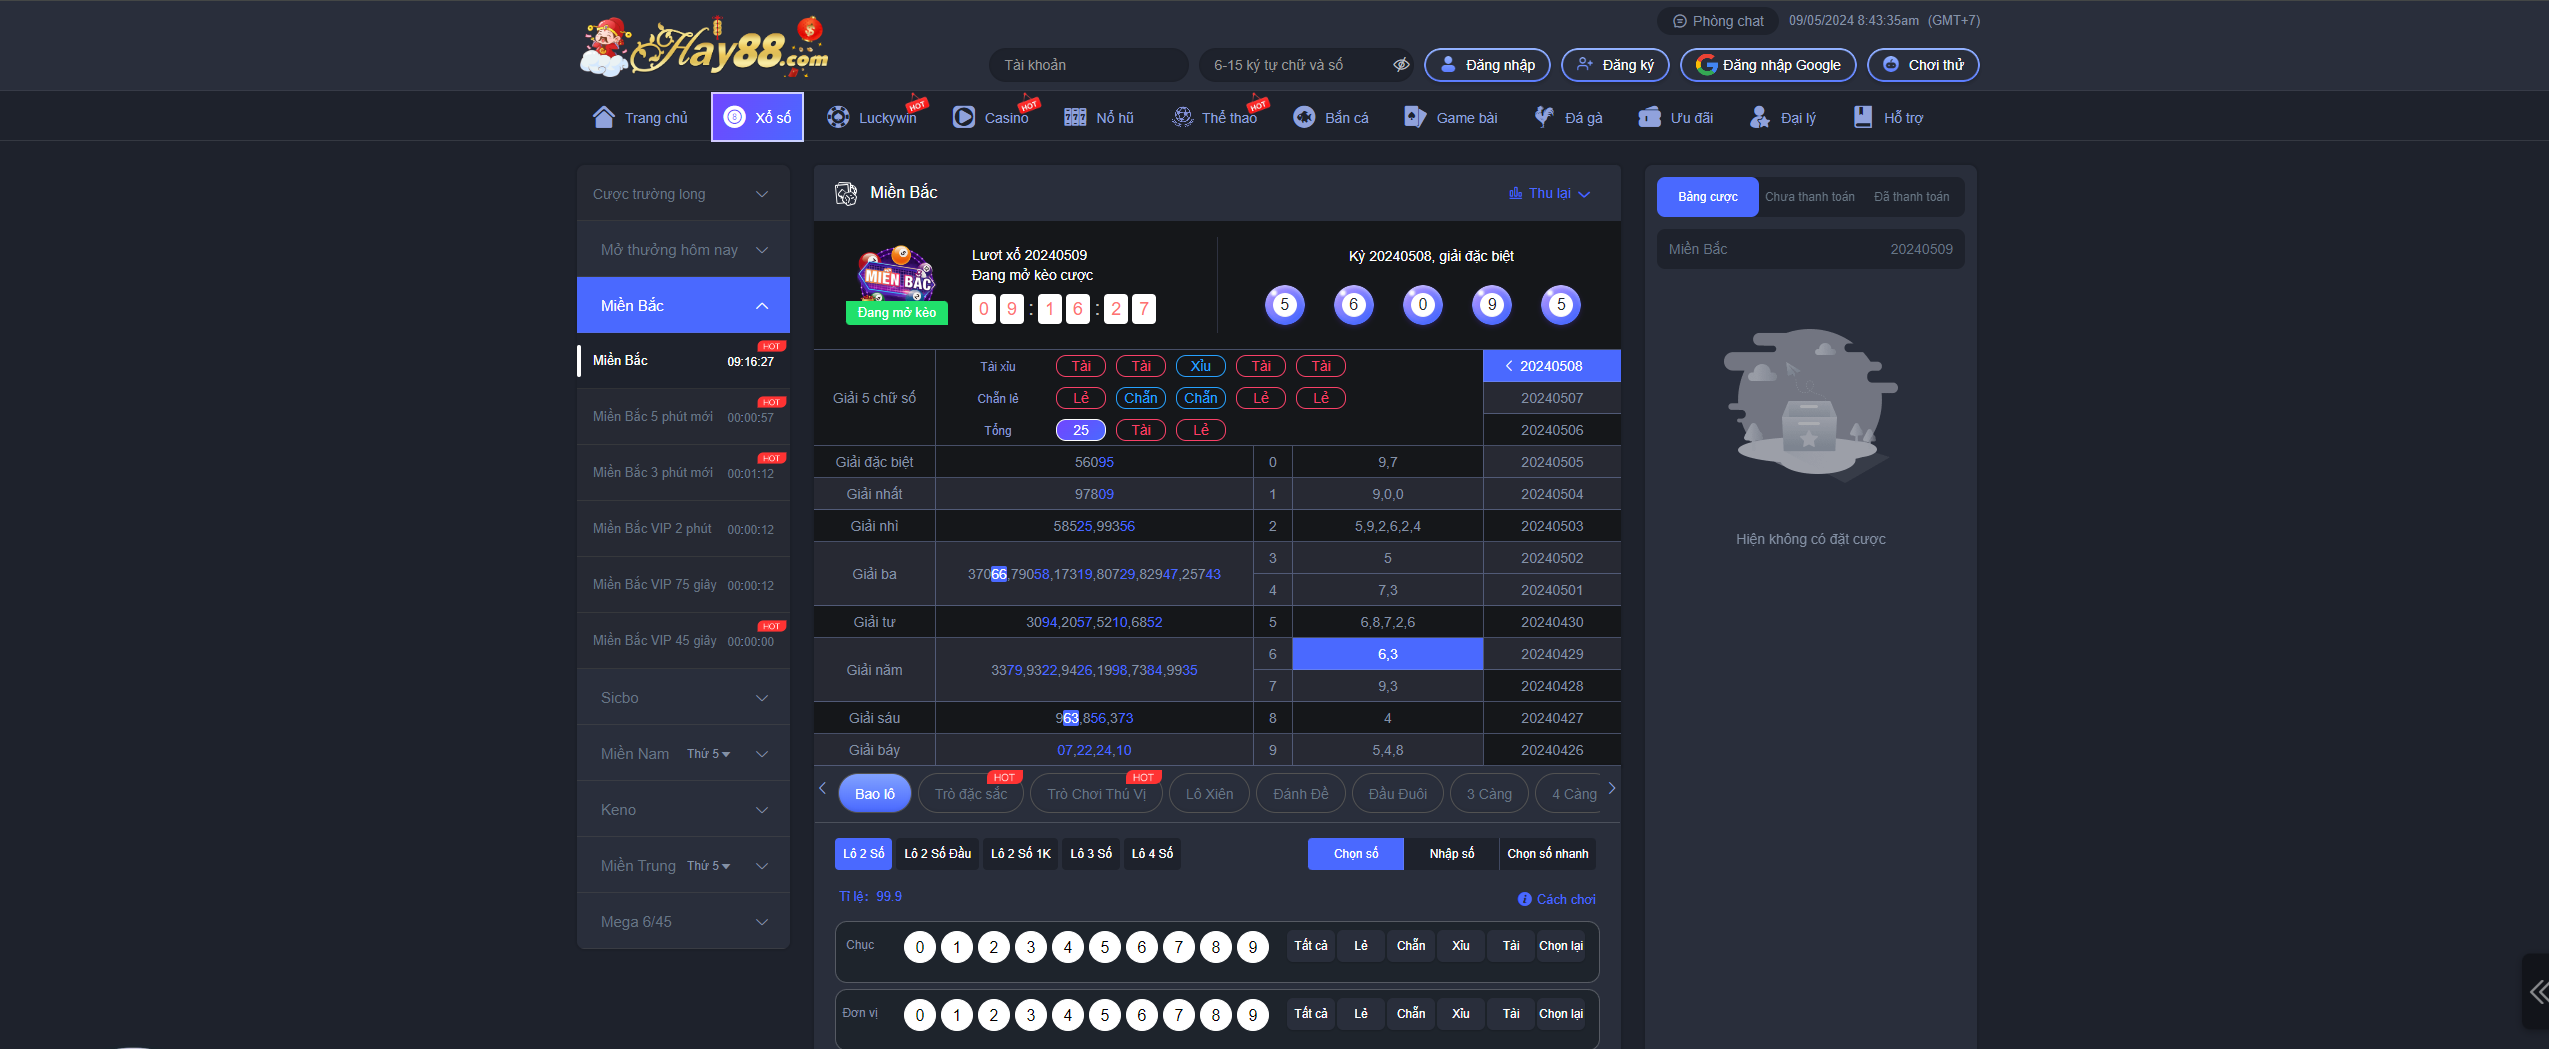 Phòng chat 09/05/2024 8:43:35am (GMT+7)
Hay88.com
Tài khoản 6-15 ký tự chữ và số Đăng nhập Đăng ký Đăng nhập Google Chơi thử
Trang chủ Xổ số Luckywin HOT Casino HOT Nổ hũ Thể thao HOT Bắn cá Game bài Đá gà Ưu đãi Đại lý Hỗ trợ
Cược trường long
Mở thưởng hôm nay
Miền Bắc
Miền Bắc 09:16:27 HOT
Miền Bắc 5 phút mới 00:00:57 HOT
Miền Bắc 3 phút mới 00:01:12 HOT
Miền Bắc VIP 2 phút 00:00:12
Miền Bắc VIP 75 giây 00:00:12
Miền Bắc VIP 45 giây 00:00:00 HOT
Sicbo
Miền Nam Thứ 5
Keno
Miền Trung Thứ 5
Mega 6/45
Miền Bắc Thu lại
MIỀN BẮC
Đang mở kèo
Lượt xổ 20240509
Đang mở kèo cược
09:16:27
Kỳ 20240508, giải đặc biệt
5 6 0 9 5
Giải 5 chữ số
Tài xỉu Tài Tài Xỉu Tài Tài
Chẵn lẻ Lẻ Chẵn Chẵn Lẻ Lẻ
Tổng 25 Tài Lẻ
20240508
20240507
20240506
Giải đặc biệt 56095 0 9,7 20240505
Giải nhất 97809 1 9,0,0 20240504
Giải nhì 58525,99356 2 5,9,2,6,2,4 20240503
Giải ba 37066,79058,17319,80729,82947,25743 3 5 20240502
4 7,3 20240501
Giải tư 3094,2057,5210,6852 5 6,8,7,2,6 20240430
Giải năm 3379,9322,9426,1998,7384,9935 6 6,3 20240429
7 9,3 20240428
Giải sáu 963,856,373 8 4 20240427
Giải bảy 07,22,24,10 9 5,4,8 20240426
Bao lô Trò đặc sắc HOT Trò Chơi Thú Vị HOT Lô Xiên Đánh Đề Đầu Đuôi 3 Càng 4 Càng
Lô 2 Số Lô 2 Số Đầu Lô 2 Số 1K Lô 3 Số Lô 4 Số Chọn số Nhập số Chọn số nhanh
Tỉ lệ: 99.9 Cách chơi
Chục 0 1 2 3 4 5 6 7 8 9 Tất cả Lẻ Chẵn Xỉu Tài Chọn lại
Đơn vị 0 1 2 3 4 5 6 7 8 9 Tất cả Lẻ Chẵn Xỉu Tài Chọn lại
Bảng cược Chưa thanh toán Đã thanh toán
Miền Bắc 20240509
Hiện không có đặt cược